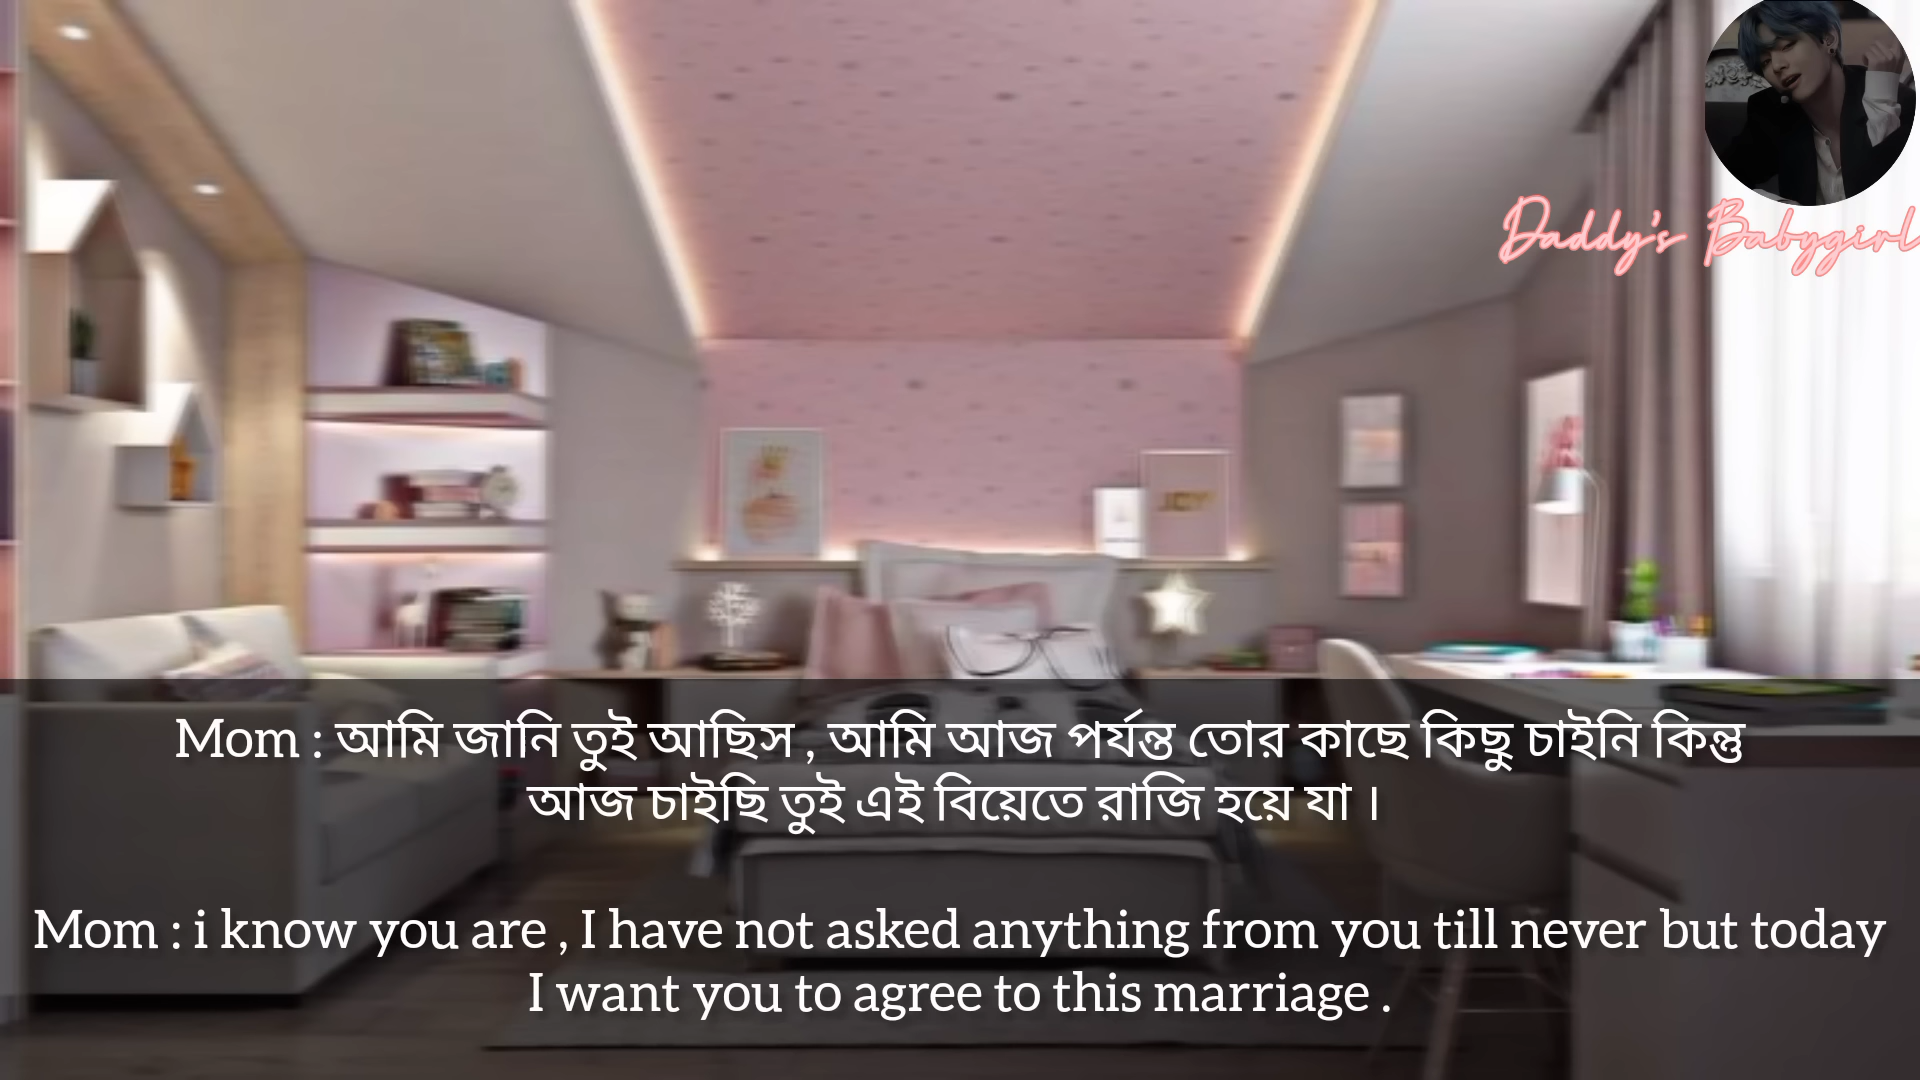 Daddy's Babygirl
JOY
Mom : আমি জানি তুই আছিস , আমি আজ পর্যন্ত তোর কাছে কিছু চাইনি কিন্তু
আজ চাইছি তুই এই বিয়েতে রাজি হয়ে যা ।
Mom : i know you are , I have not asked anything from you till never but today
I want you to agree to this marriage .